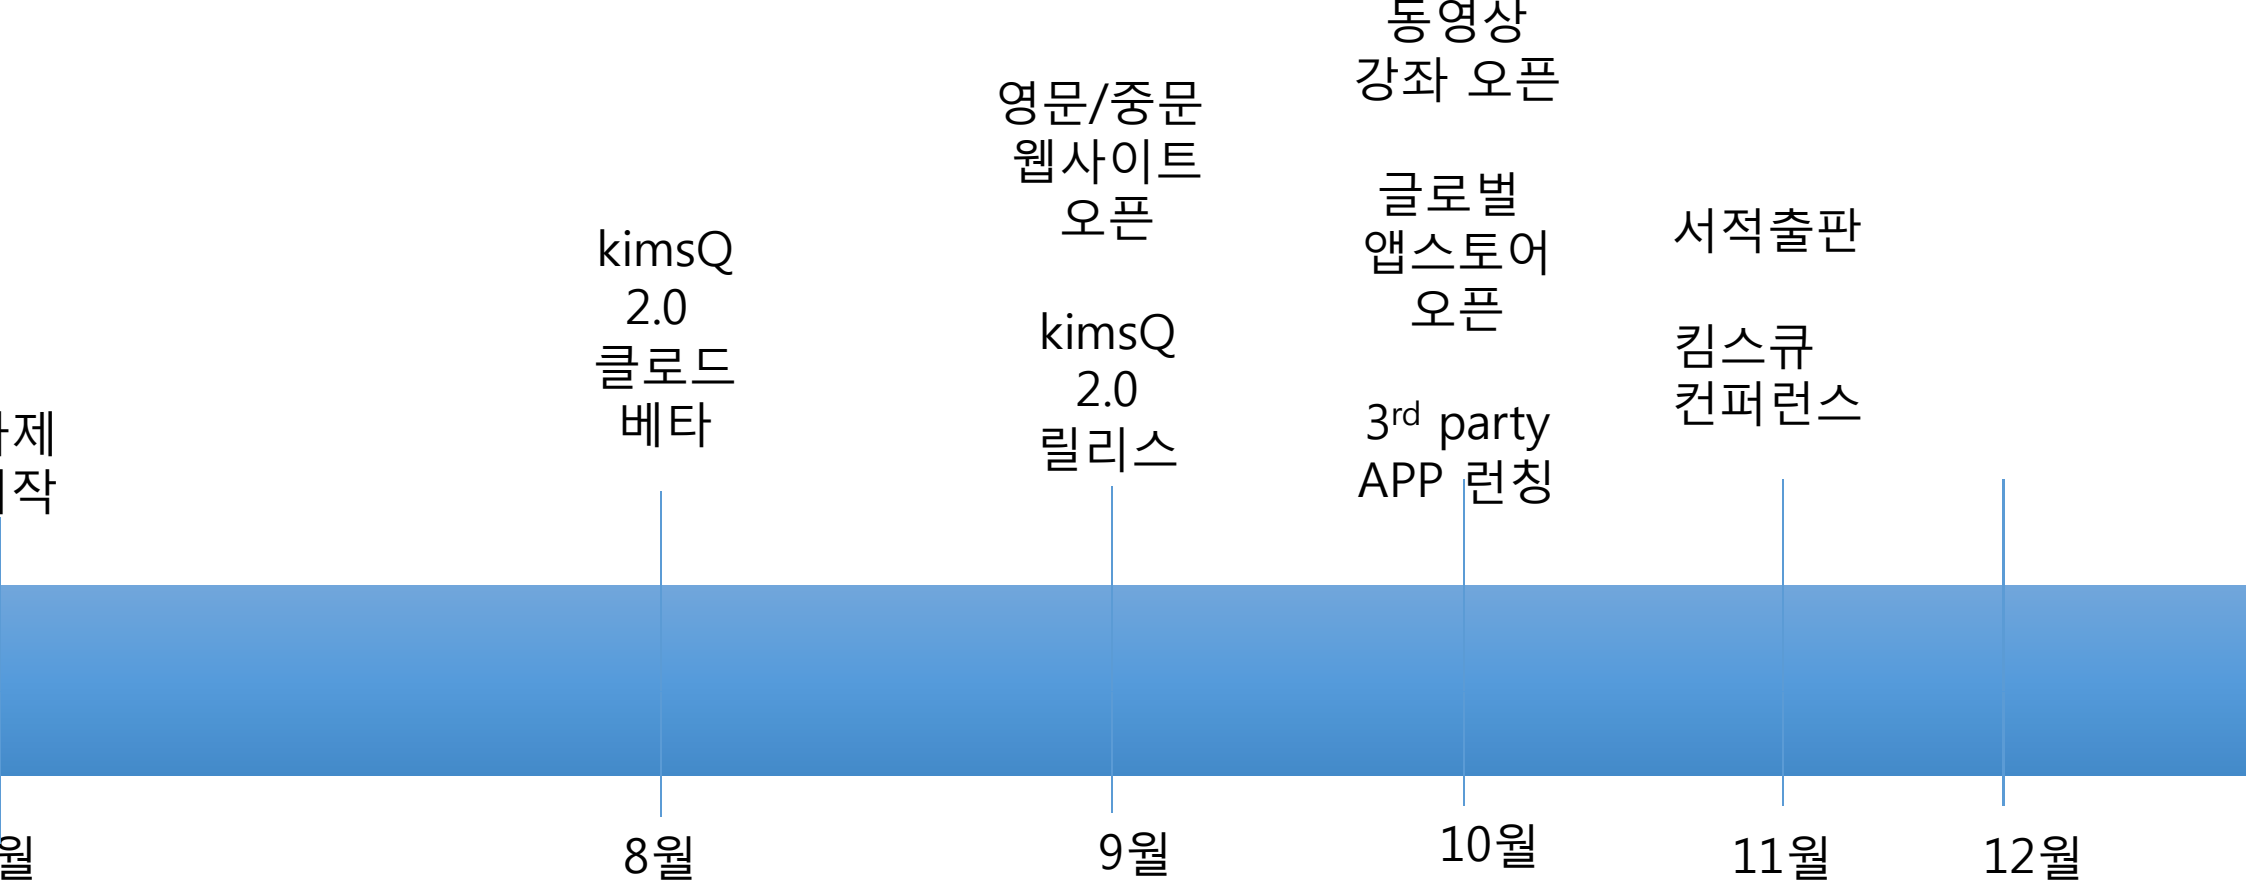 동영상
강좌 오픈
글로벌
앱스토어
오픈
3rd party
APP 런칭
영문/중문
웹사이트
오픈
kimsQ
2.0
릴리스
kimsQ
2.0
클로드
베타
서적출판
킴스큐
컨퍼런스
8월
9월
10월
11월
12월